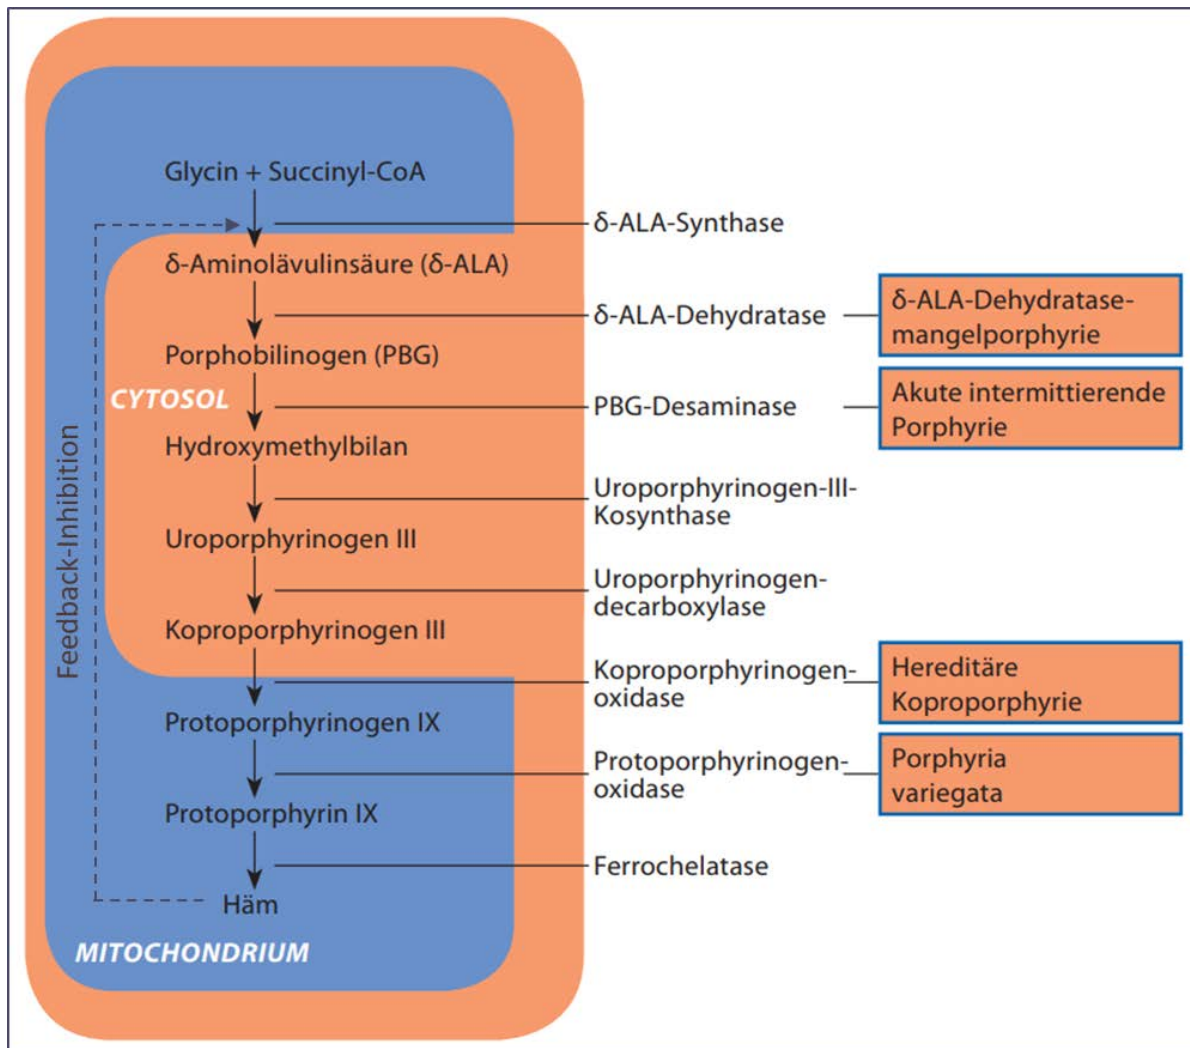 Glycin + Succinyl-CoA
δ-ALA-Synthase
δ-Aminolävulinsäure (δ-ALA)
δ-ALA-Dehydratase
δ-ALA-Dehydratase-
mangelporphyrie
Porphobilinogen (PBG)
CYTOSOL
PBG-Desaminase
Akute intermittierende
Porphyrie
Hydroxymethylbilan
Uroporphyrinogen-III-
Kosynthase
Uroporphyrinogen III
Uroporphyrinogen-
decarboxylase
Koproporphyrinogen III
Feedback-Inhibition
Koproporphyrinogen-
oxidase
Hereditäre
Koproporphyrie
Protoporphyrinogen IX
Protoporphyrinogen-
oxidase
Porphyria
variegata
Protoporphyrin IX
Ferrochelatase
Häm
MITOCHONDRIUM